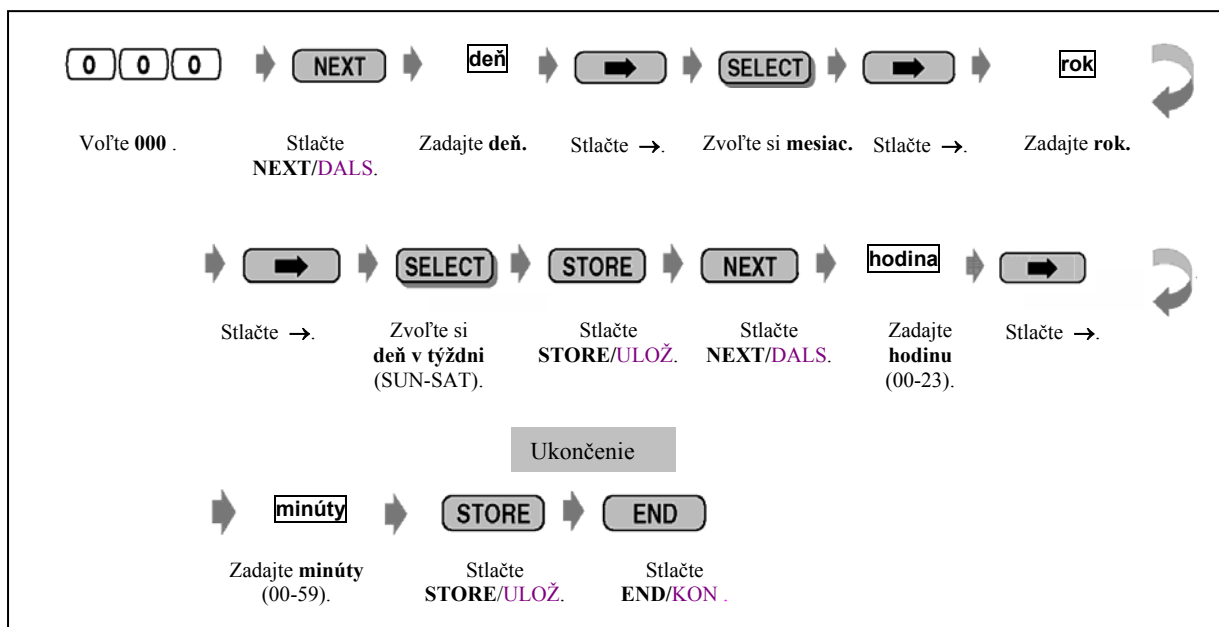 0 0 0 NEXT deň SELECT rok
Voľte 000 . Stlačte Zadajte deň. Stlačte →. Zvoľte si mesiac. Stlačte →. Zadajte rok.
NEXT/DALS.
SELECT STORE NEXT hodina
Stlačte →. Zvoľte si Stlačte Stlačte Zadajte Stlačte →.
deň v týždni STORE/ULOŽ. NEXT/DALS. hodinu
(SUN-SAT). (00-23).
Ukončenie
minúty STORE END
Zadajte minúty Stlačte Stlačte
(00-59). STORE/ULOŽ. END/KON .